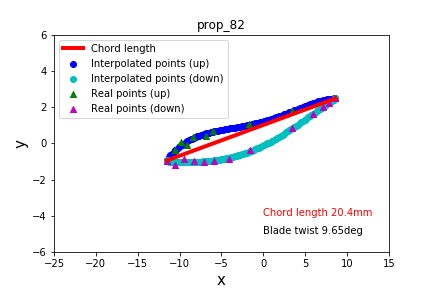 prop_82
Chord length
Interpolated points (up)
Interpolated points (down)
Real points (up)
Real points (down)
6
4
2
0
−2
−4
−6
y
Chord length 20.4mm
Blade twist 9.65deg
−25 −20 −15 −10 −5 0 5 10 15
x